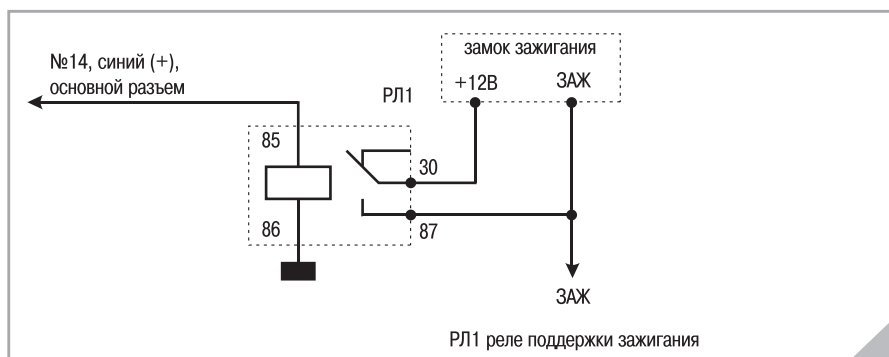 №14, синий (+),
основной разъем
замок зажигания
+12В
ЗАЖ
РЛ1
85
30
86
87
ЗАЖ
РЛ1 реле поддержки зажигания